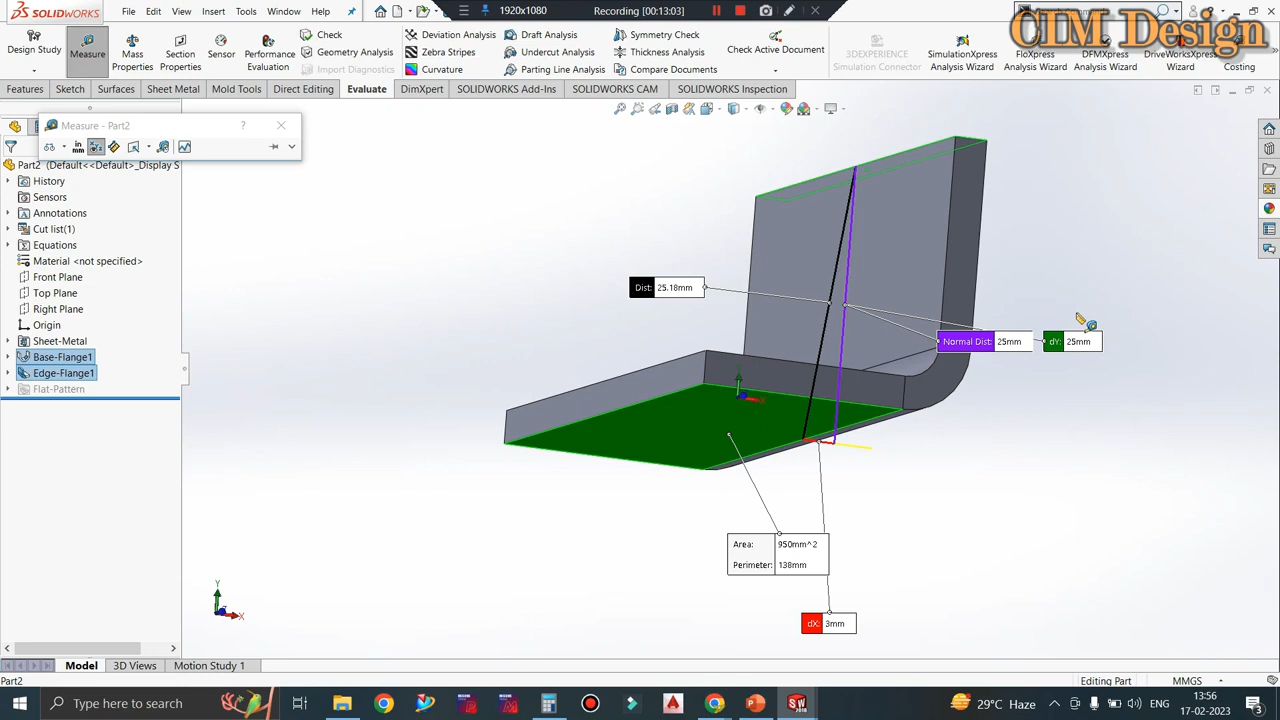 SOLIDWORKS
1920x1080
Recording [00:13:03]
CIM Design
Design Study
Measure
Mass Properties
Section Properties
Sensor
Performance Evaluation
Check
Geometry Analysis
Import Diagnostics
Deviation Analysis
Zebra Stripes
Curvature
Draft Analysis
Undercut Analysis
Parting Line Analysis
Symmetry Check
Thickness Analysis
Compare Documents
Check Active Document
3DEXPERIENCE Simulation Connector
SimulationXpress Analysis Wizard
FloXpress Analysis Wizard
DFMXpress Analysis Wizard
DriveWorksXpress Wizard
Costing
Features
Sketch
Surfaces
Sheet Metal
Mold Tools
Direct Editing
Evaluate
DimXpert
SOLIDWORKS Add-Ins
SOLIDWORKS CAM
SOLIDWORKS Inspection
Measure - Part2
?
in mm
Part2 (Default<<Default>_Display S
History
Sensors
Annotations
Cut list(1)
Equations
Material <not specified>
Front Plane
Top Plane
Right Plane
Origin
Sheet-Metal
Base-Flange1
Edge-Flange1
Flat-Pattern
Dist: 25.18mm
Normal Dist: 25mm
dY: 25mm
Area: 950mm^2
Perimeter: 138mm
dX: 3mm
Y
X
Model
3D Views
Motion Study 1
Part2
Editing Part
MMGS
Type here to search
29°C Haze
ENG
13:56
17-02-2023